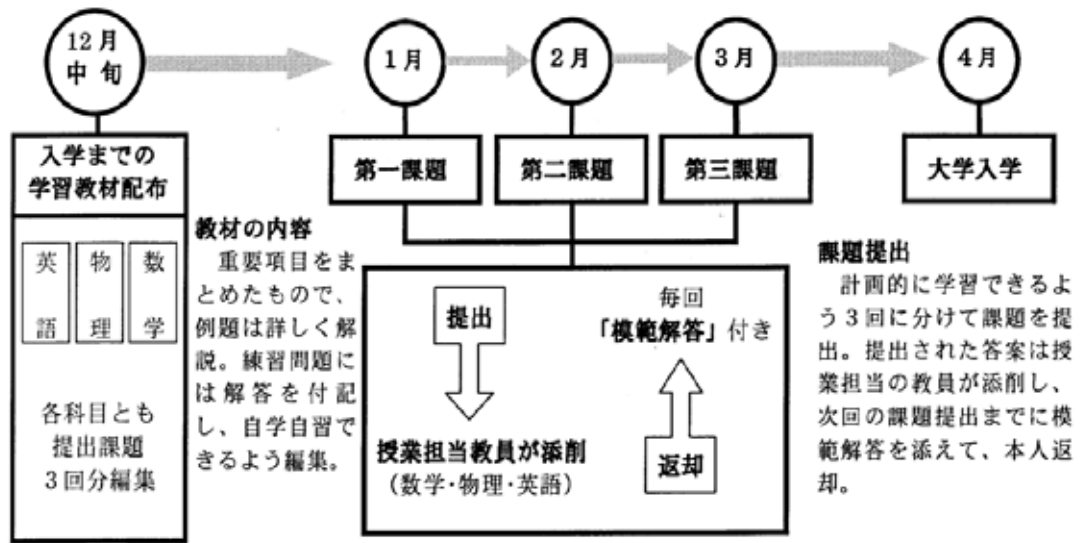 12月
中旬
1月
2月
3月
4月
入学までの
学習教材配布
第一課題
第二課題
第三課題
大学入学
英語
物理
数学
各科目とも
提出課題
3回分編集
教材の内容
重要項目をま
とめたもので、
例題は詳しく解
説。練習問題に
は解答を付記
し、自学自習で
きるよう編集。
提出
授業担当教員が添削
(数学・物理・英語)
毎回
「模範解答」付き
返却
課題提出
計画的に学習できるよ
う3回に分けて課題を提
出。提出された答案は授
業担当の教員が添削し、
次回の課題提出までに模
範解答を添えて、本人返
却。